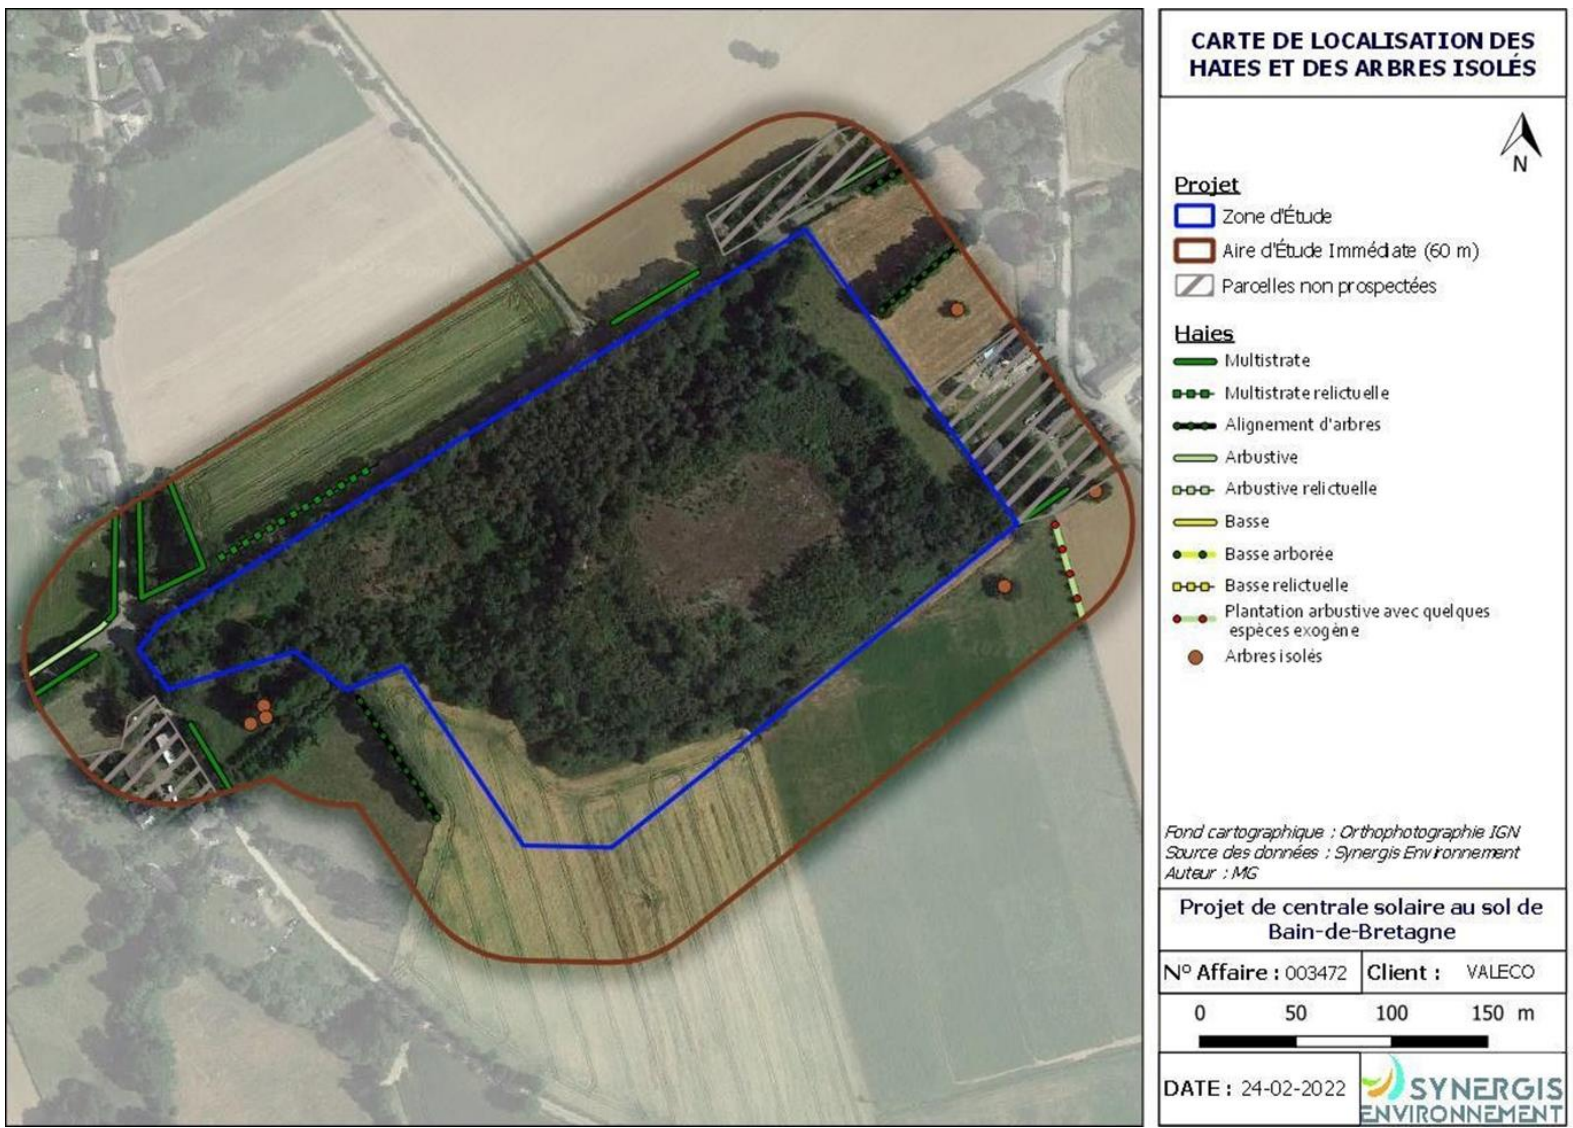 CARTE DE LOCALISATION DES
HAIES ET DES ARBRES ISOLÉS
N
Projet
Zone d'Étude
Aire d'Étude Immédiate (60 m)
Parcelles non prospectées
Haies
Multistrate
Multistrate relictuelle
Alignement d'arbres
Arbustive
Arbustive relictuelle
Basse
Basse arborée
Basse relictuelle
Plantation arbustive avec quelques
espèces exogène
Arbres isolés
Fond cartographique : Orthophotographie IGN
Source des données : Synergis Environnement
Auteur : MG
Projet de centrale solaire au sol de
Bain-de-Bretagne
N° Affaire : 003472 Client : VALECO
0 50 100 150 m
DATE : 24-02-2022
SYNERGIS
ENVIRONNEMENT